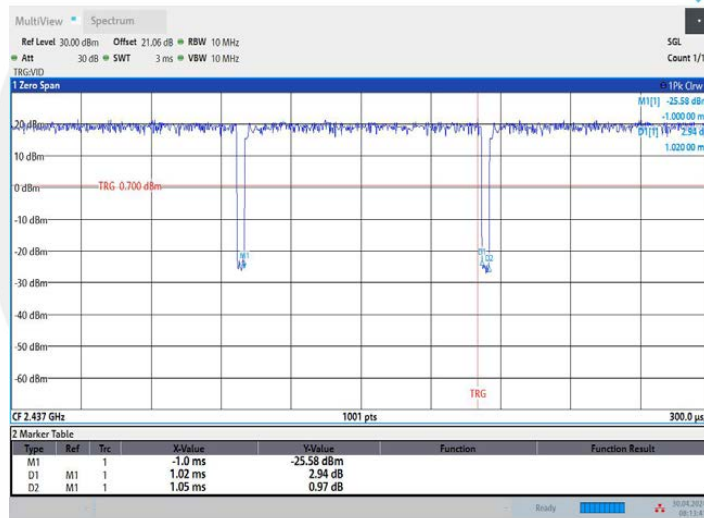 MultiView Spectrum
Ref Level 30.00 dBm Offset 21.06 dB RBW 10 MHz SGL
Att 30 dB SWT 3 ms VBW 10 MHz Count 1/1
TRG:VID
1 Zero Span 1Pk Clrw
M1[1] -25.58 dBm
-1.000 00 m
D1[1] 2.94 d
1.020 00 m
20 dBm
10 dBm
0 dBm
TRG 0.700 dBm
-10 dBm
-20 dBm
M1 D1 D2
-30 dBm
-40 dBm
-50 dBm
-60 dBm
TRG
CF 2.437 GHz 1001 pts 300.0 µs
2 Marker Table
Type Ref Trc X-Value Y-Value Function Function Result
M1 1 -1.0 ms -25.58 dBm
D1 M1 1 1.02 ms 2.94 dB
D2 M1 1 1.05 ms 0.97 dB
Ready